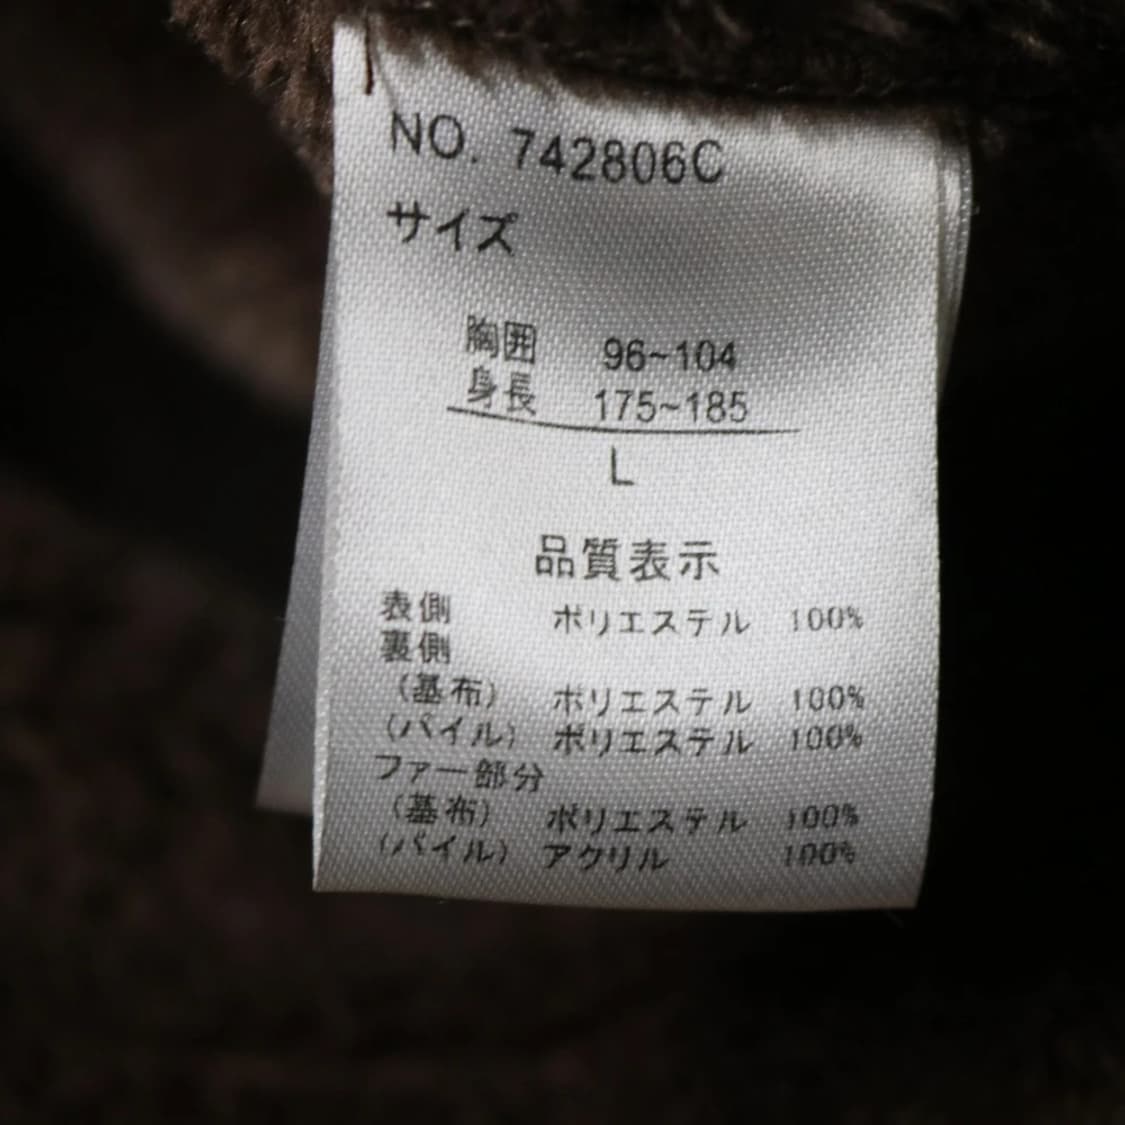 NO. 742806C
サイズ
胸囲 96~104
身長 175~185
L
品質表示
表側 ポリエステル 100%
裏側
(基布) ポリエステル 100%
(パイル) ポリエステル 100%
ファー部分
(基布) ポリエステル 100%
(パイル) アクリル 100%